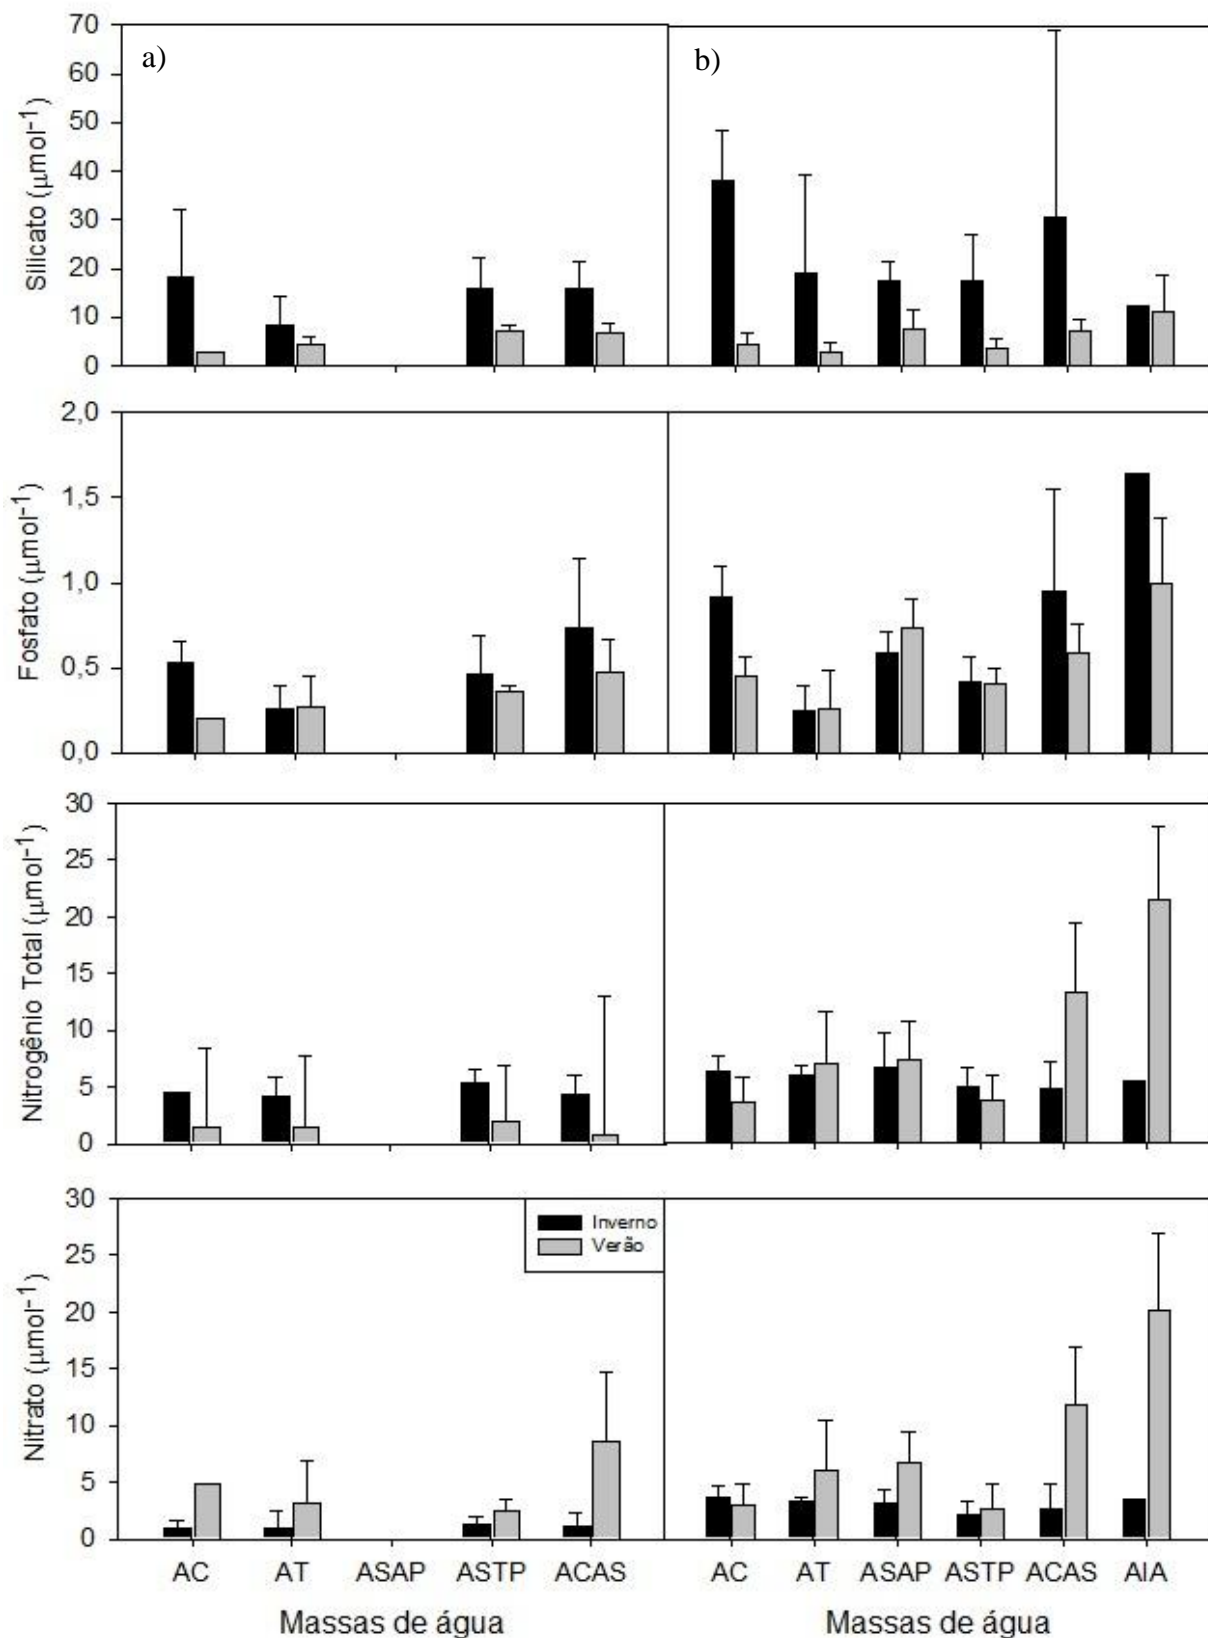 a)
b)
Silicato (µmol⁻¹)
70
60
50
40
30
20
10
0
Fosfato (µmol⁻¹)
2,0
1,5
1,0
0,5
0,0
Nitrogênio Total (µmol⁻¹)
30
25
20
15
10
5
0
Nitrato (µmol⁻¹)
30
25
20
15
10
5
0
Inverno
Verão
AC AT ASAP ASTP ACAS
AC AT ASAP ASTP ACAS AIA
Massas de água
Massas de água